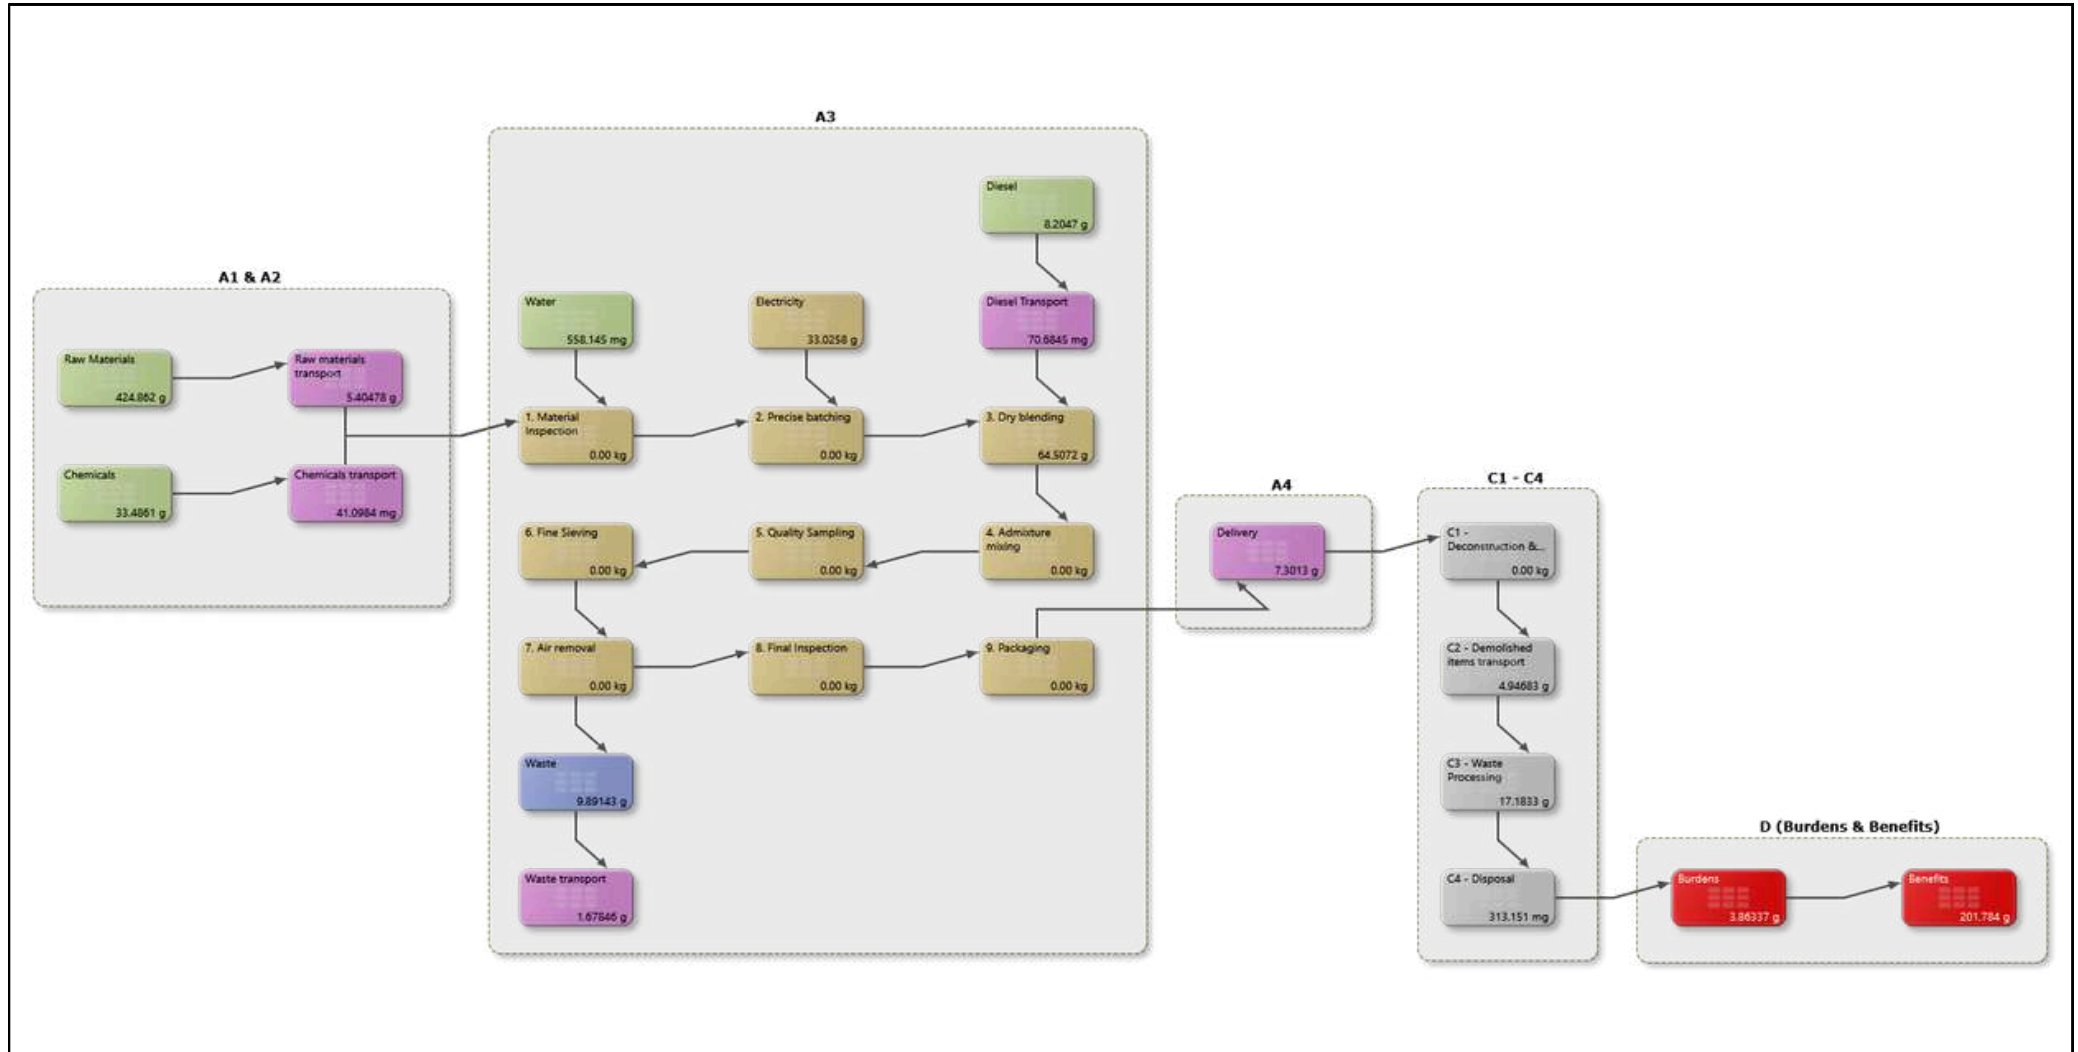 A1 & A2
Raw Materials
424.862 g
Raw materials
transport
5.40478 g
Chemicals
33.4861 g
Chemicals transport
41.0984 mg
A3
Diesel
8.2047 g
Water
558.145 mg
Electricity
33.0258 g
Diesel Transport
70.6845 mg
1. Material
Inspection
0.00 kg
2. Precise batching
0.00 kg
3. Dry blending
64.5072 g
6. Fine Sieving
0.00 kg
5. Quality Sampling
0.00 kg
4. Admixture
mixing
0.00 kg
7. Air removal
0.00 kg
8. Final Inspection
0.00 kg
9. Packaging
0.00 kg
Waste
9.89143 g
Waste transport
1.67846 g
A4
Delivery
7.3013 g
C1 - C4
C1 -
Deconstruction &...
0.00 kg
C2 - Demolished
items transport
4.94683 g
C3 - Waste
Processing
17.1833 g
C4 - Disposal
313.151 mg
D (Burdens & Benefits)
Burdens
3.86337 g
Benefits
201.784 g